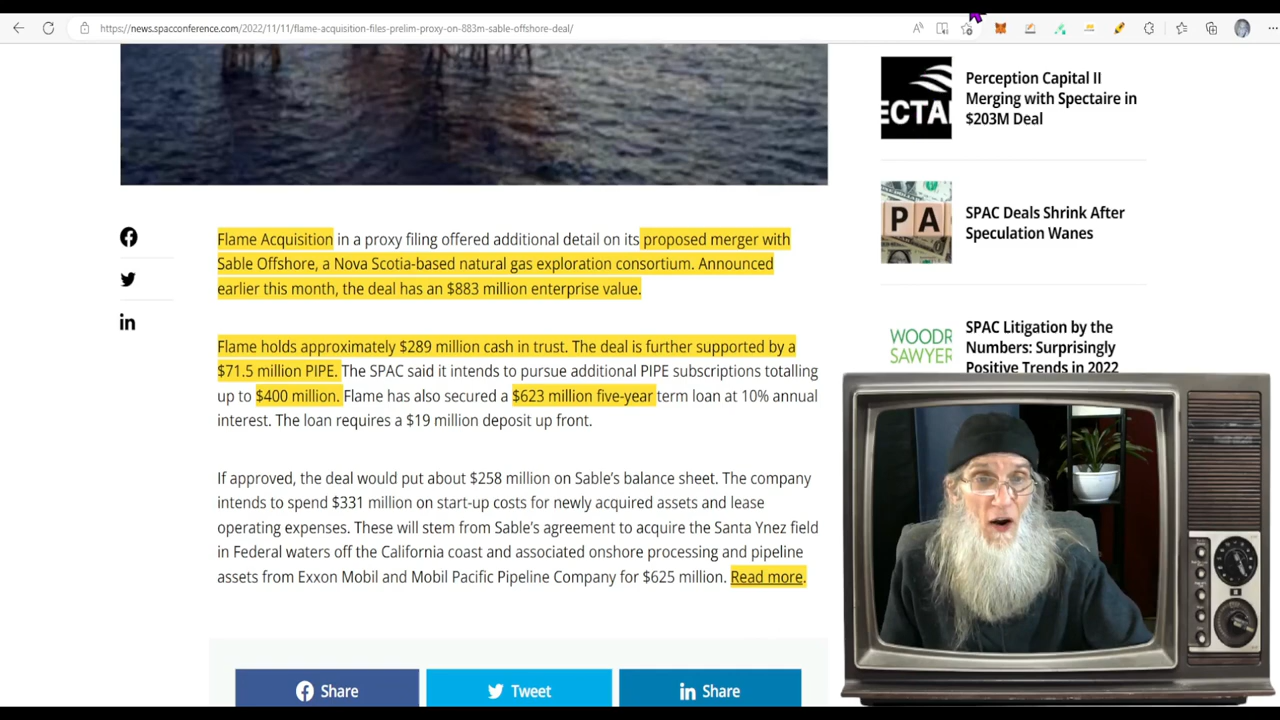 https://news.spacconference.com/2022/11/11/flame-acquisition-files-prelim-proxy-on-883m-sable-offshore-deal/
Flame Acquisition in a proxy filing offered additional detail on its proposed merger with
Sable Offshore, a Nova Scotia-based natural gas exploration consortium. Announced
earlier this month, the deal has an $883 million enterprise value.
Flame holds approximately $289 million cash in trust. The deal is further supported by a
$71.5 million PIPE. The SPAC said it intends to pursue additional PIPE subscriptions totalling
up to $400 million. Flame has also secured a $623 million five-year term loan at 10% annual
interest. The loan requires a $19 million deposit up front.
If approved, the deal would put about $258 million on Sable's balance sheet. The company
intends to spend $331 million on start-up costs for newly acquired assets and lease
operating expenses. These will stem from Sable's agreement to acquire the Santa Ynez field
in Federal waters off the California coast and associated onshore processing and pipeline
assets from Exxon Mobil and Mobil Pacific Pipeline Company for $625 million. Read more.
Share
Tweet
Share
ECTA
Perception Capital II
Merging with Spectaire in
$203M Deal
PA
SPAC Deals Shrink After
Speculation Wanes
WOODR
SAWYER
SPAC Litigation by the
Numbers: Surprisingly
Positive Trends in 2022